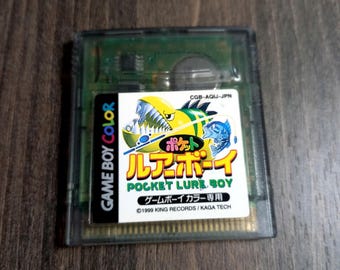 CGB-AQLJ-JPN
GAME BOY COLOR
ポケット
ルアーボーイ
POCKET LURE BOY
ゲームボーイ カラー専用
©1999 KING RECORDS / KAGA TECH